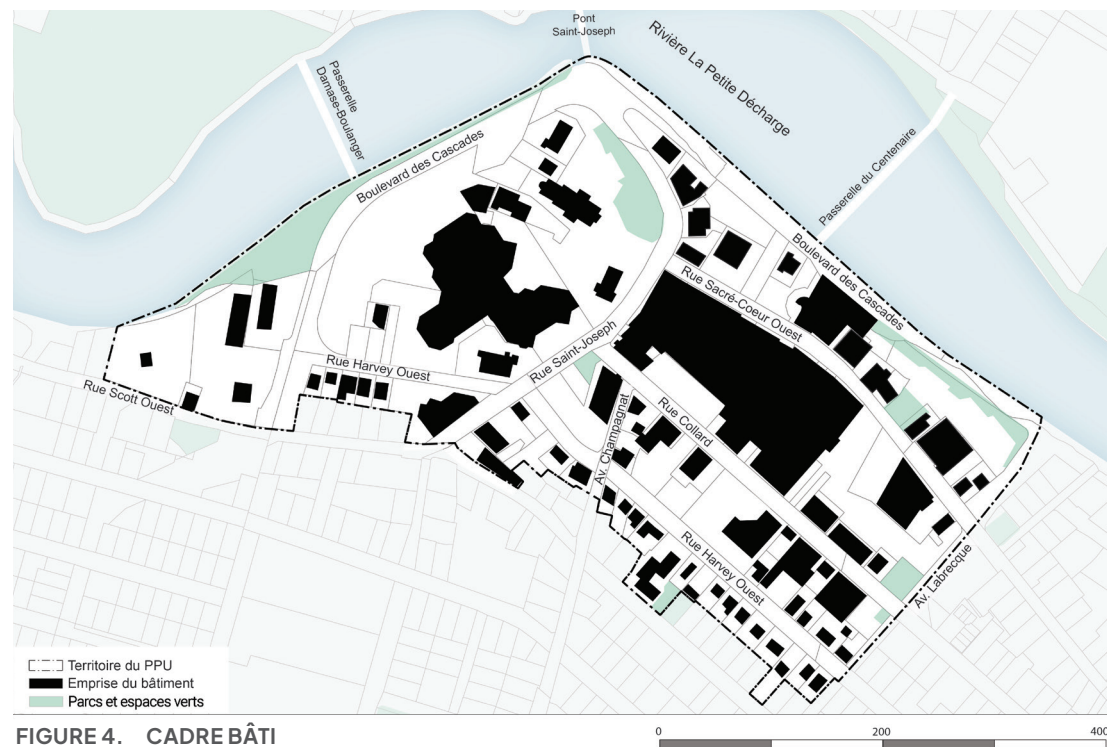 Pont
Saint-Joseph
Rivière La Petite Décharge
Passerelle
Damase-Boulanger
Boulevard des Cascades
Passerelle du Centenaire
Boulevard des Cascades
Rue Sacré-Coeur Ouest
Rue Saint-Joseph
Rue Harvey Ouest
Rue Scott Ouest
Av. Champagnat
Rue Collard
Rue Harvey Ouest
Av. Labrecque
Territoire du PPU
Emprise du bâtiment
Parcs et espaces verts
FIGURE 4. CADRE BÂTI
0 200 400